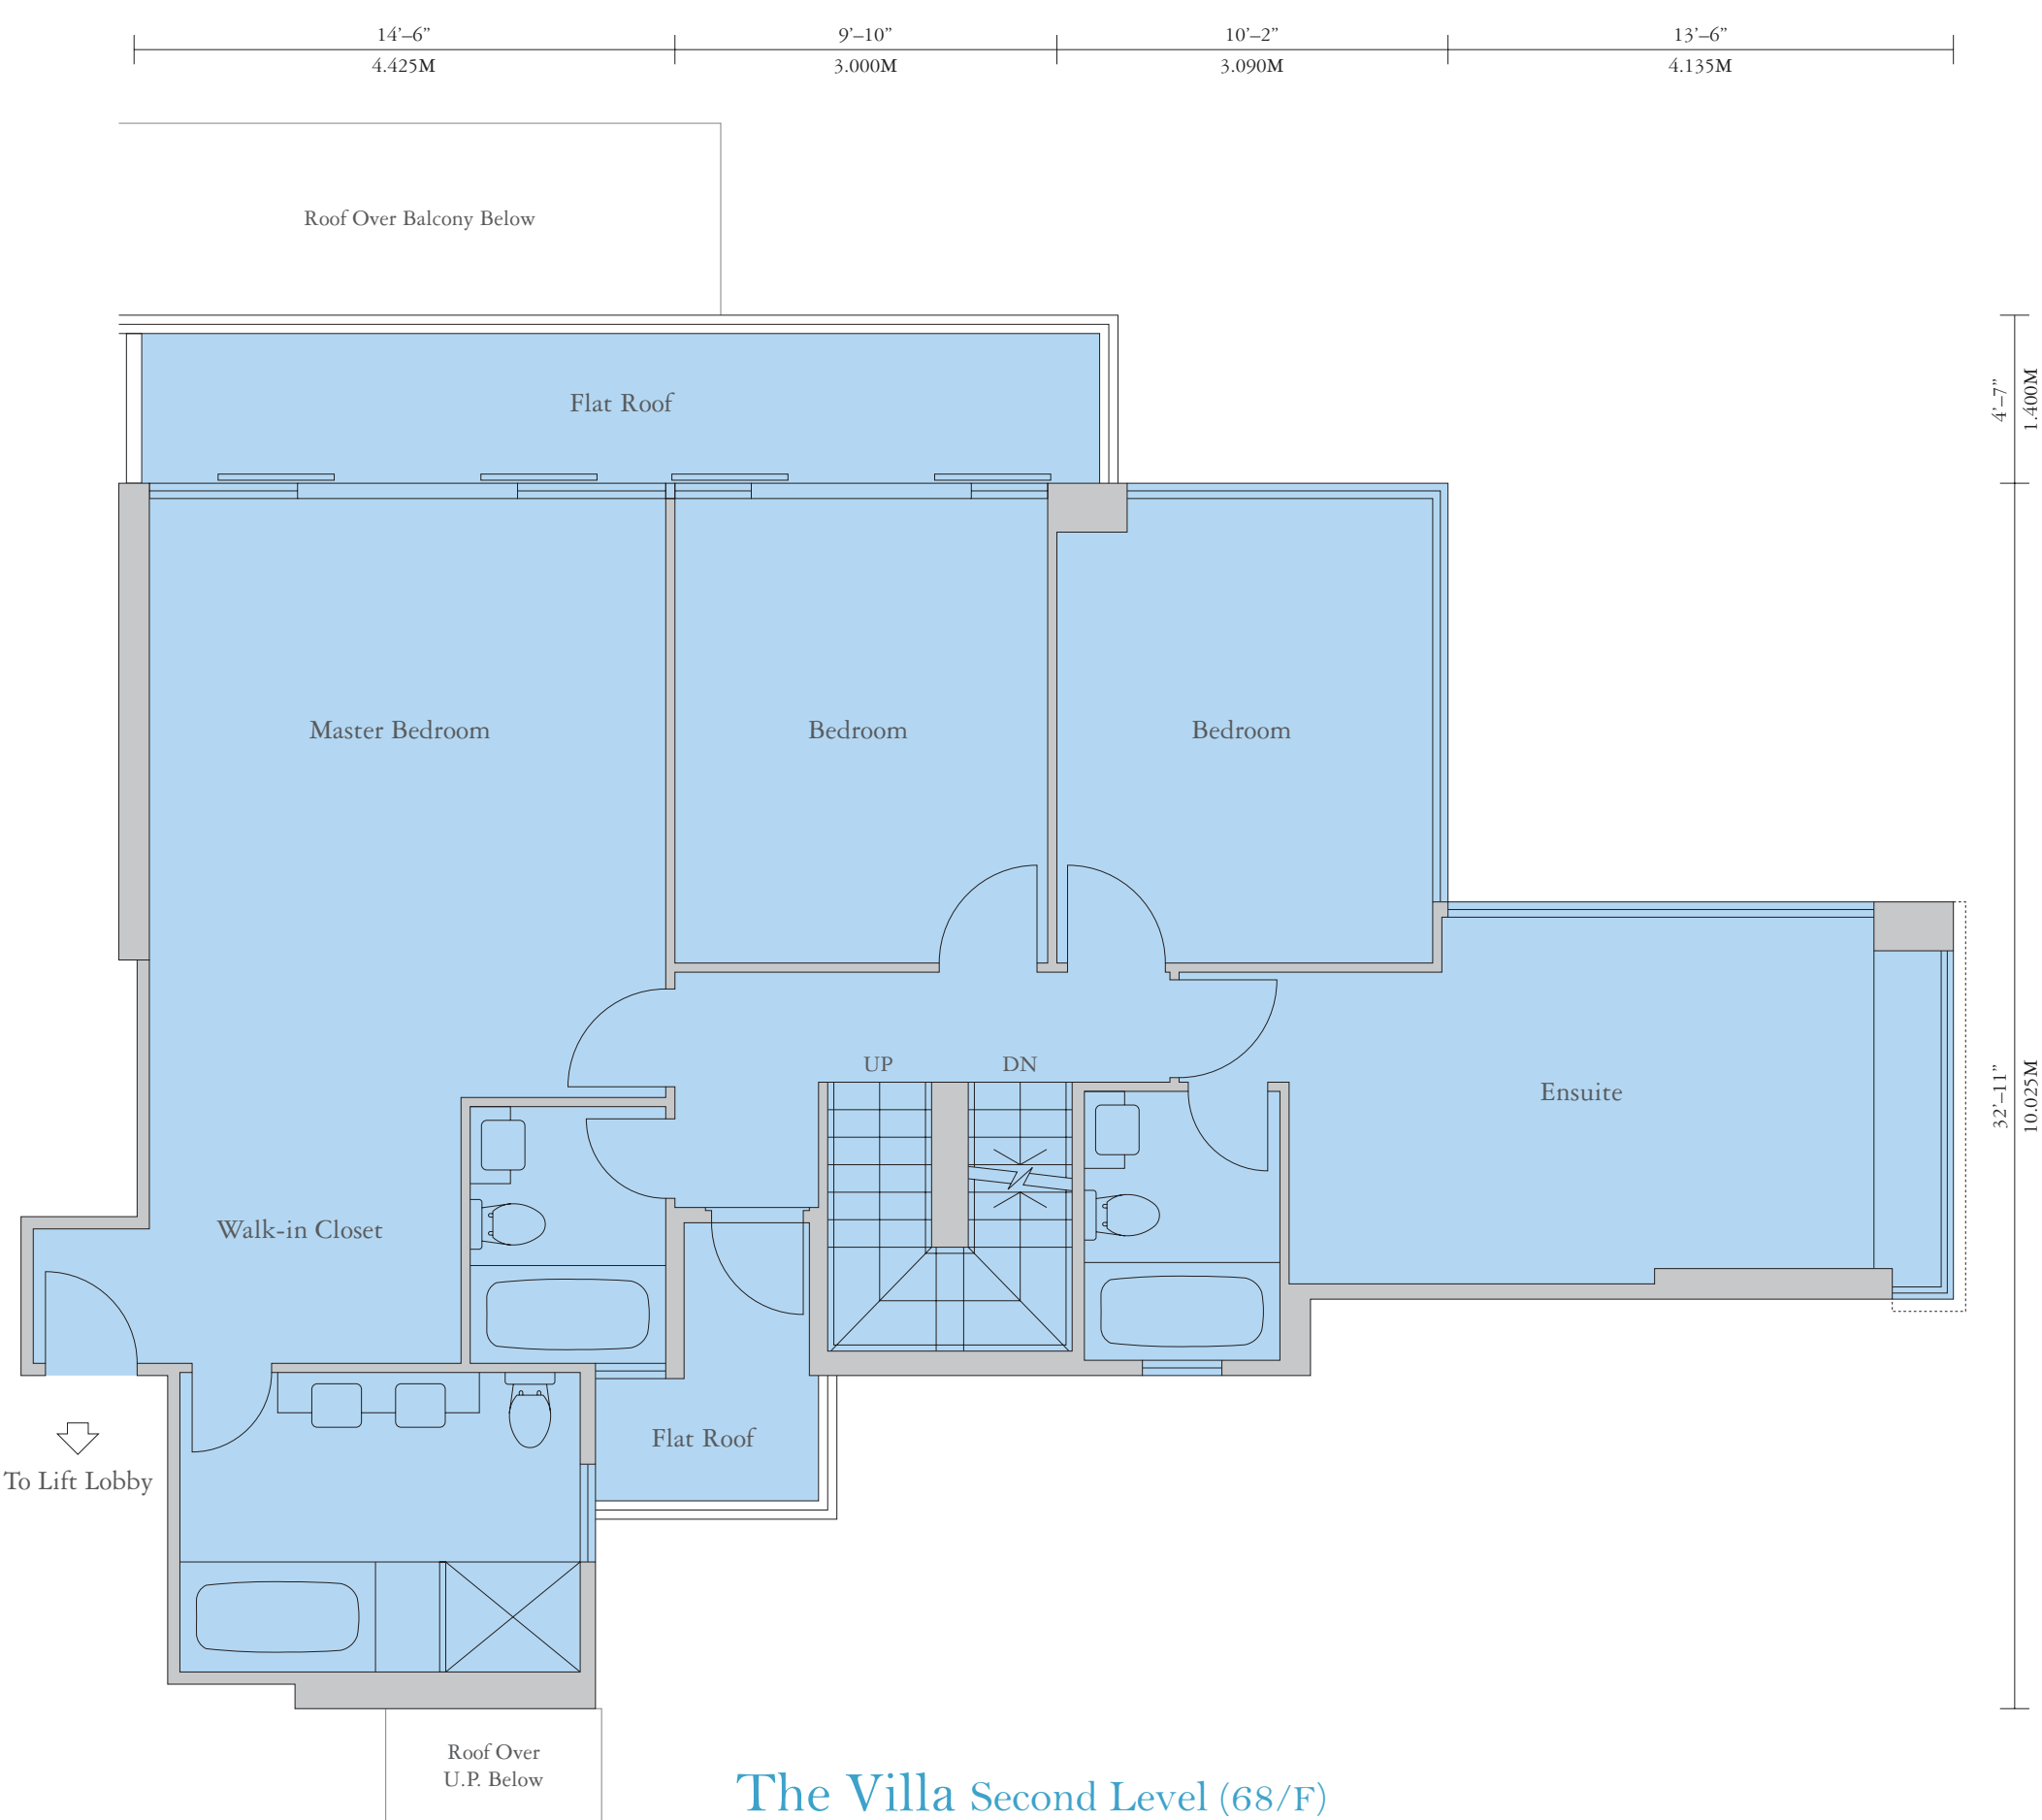 14’–6”
9’–10”
10’–2”
13’–6”
4.425M
3.000M
3.090M
4.135M
Roof Over Balcony Below
Flat Roof
4’–7”
1.400M
Master Bedroom
Bedroom
Bedroom
UP
DN
Ensuite
32’–11”
10.025M
Walk-in Closet
Flat Roof
To Lift Lobby
Roof Over
U.P. Below
The Villa Second Level (68/F)